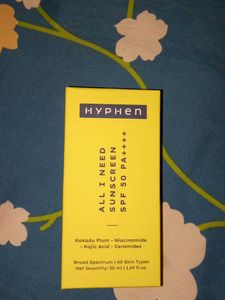 HYPHEN
ALL I NEED
SUNSCREEN
SPF 50 PA++++
Kakadu Plum - Niacinamide
- Kojic Acid - Ceramides
Broad Spectrum | All Skin Types
Net Quantity: 50 ml | 1.69 fl.oz.